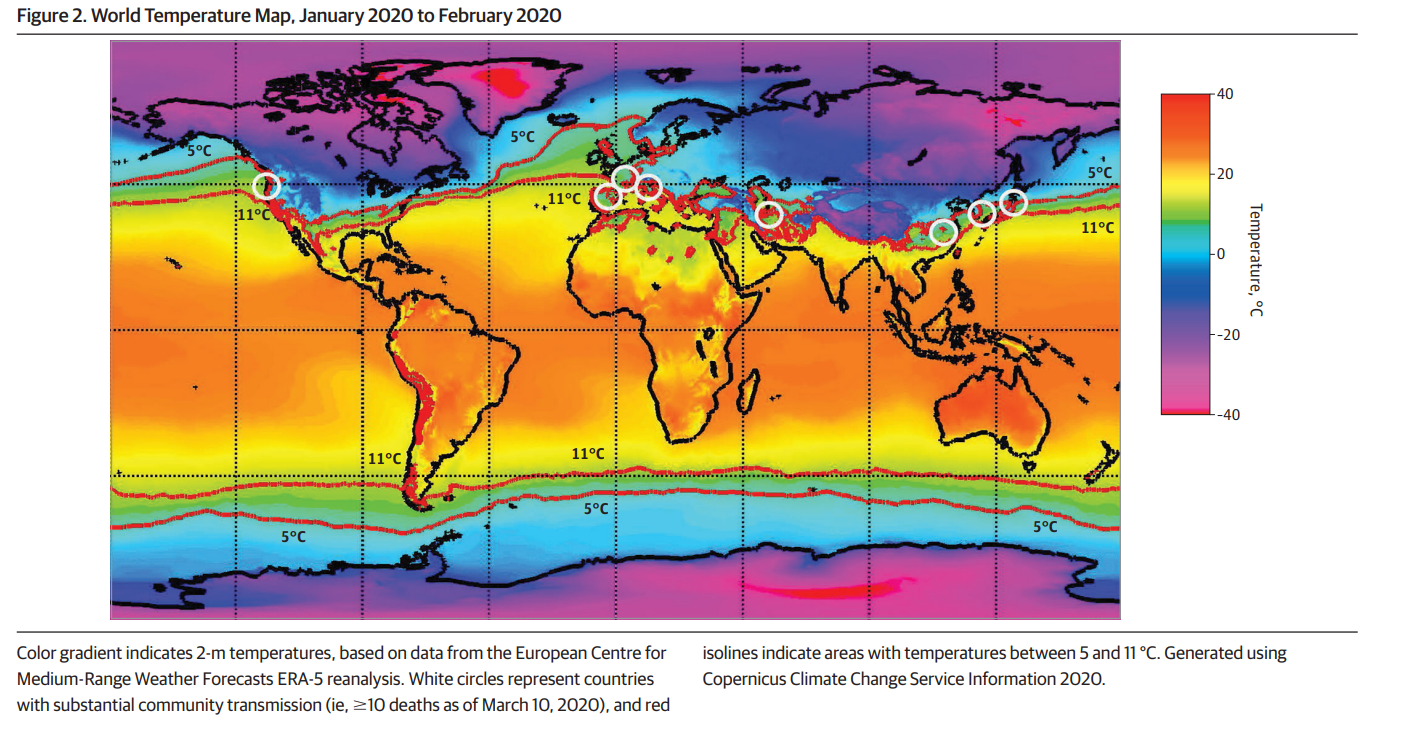 Figure 2. World Temperature Map, January 2020 to February 2020
5°C
5°C
5°C
11°C
11°C
11°C
11°C
11°C
5°C
5°C
5°C
40
20
0
-20
-40
Temperature, °C
Color gradient indicates 2-m temperatures, based on data from the European Centre for
Medium-Range Weather Forecasts ERA-5 reanalysis. White circles represent countries
with substantial community transmission (ie, ≥10 deaths as of March 10, 2020), and red
isolines indicate areas with temperatures between 5 and 11 °C. Generated using
Copernicus Climate Change Service Information 2020.